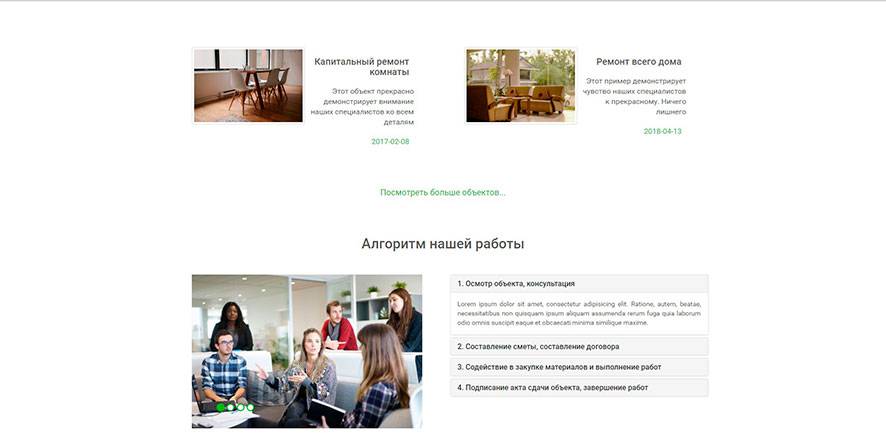 Капитальный ремонт
комнаты
Этот объект прекрасно
демонстрирует внимание
наших специалистов ко всем
деталям
2017-02-08
Ремонт всего дома
Этот пример демонстрирует
чувство наших специалистов
к прекрасному. Ничего
лишнего
2018-04-13
Посмотреть больше объектов...
Алгоритм нашей работы
1. Осмотр объекта, консультация
Lorem ipsum dolor sit amet, consectetur adipisicing elit. Ratione, autem, beatae,
necessitatibus non quisquam ipsum aliquam assumenda rerum fuga quia laborum
odio omnis suscipit eaque et obcaecati minima similique maxime.
2. Составление сметы, составление договора
3. Содействие в закупке материалов и выполнение работ
4. Подписание акта сдачи объекта, завершение работ